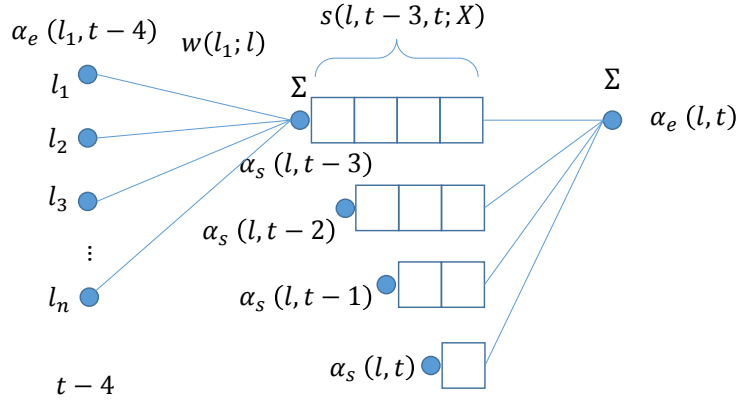 s(l, t−3, t; X)
α_e (l_1, t−4)
w(l_1; l)
Σ
Σ
l_1
α_e (l, t)
l_2
α_s (l, t−3)
l_3
α_s (l, t−2)
⋮
l_n
α_s (l, t−1)
α_s (l, t)
t − 4